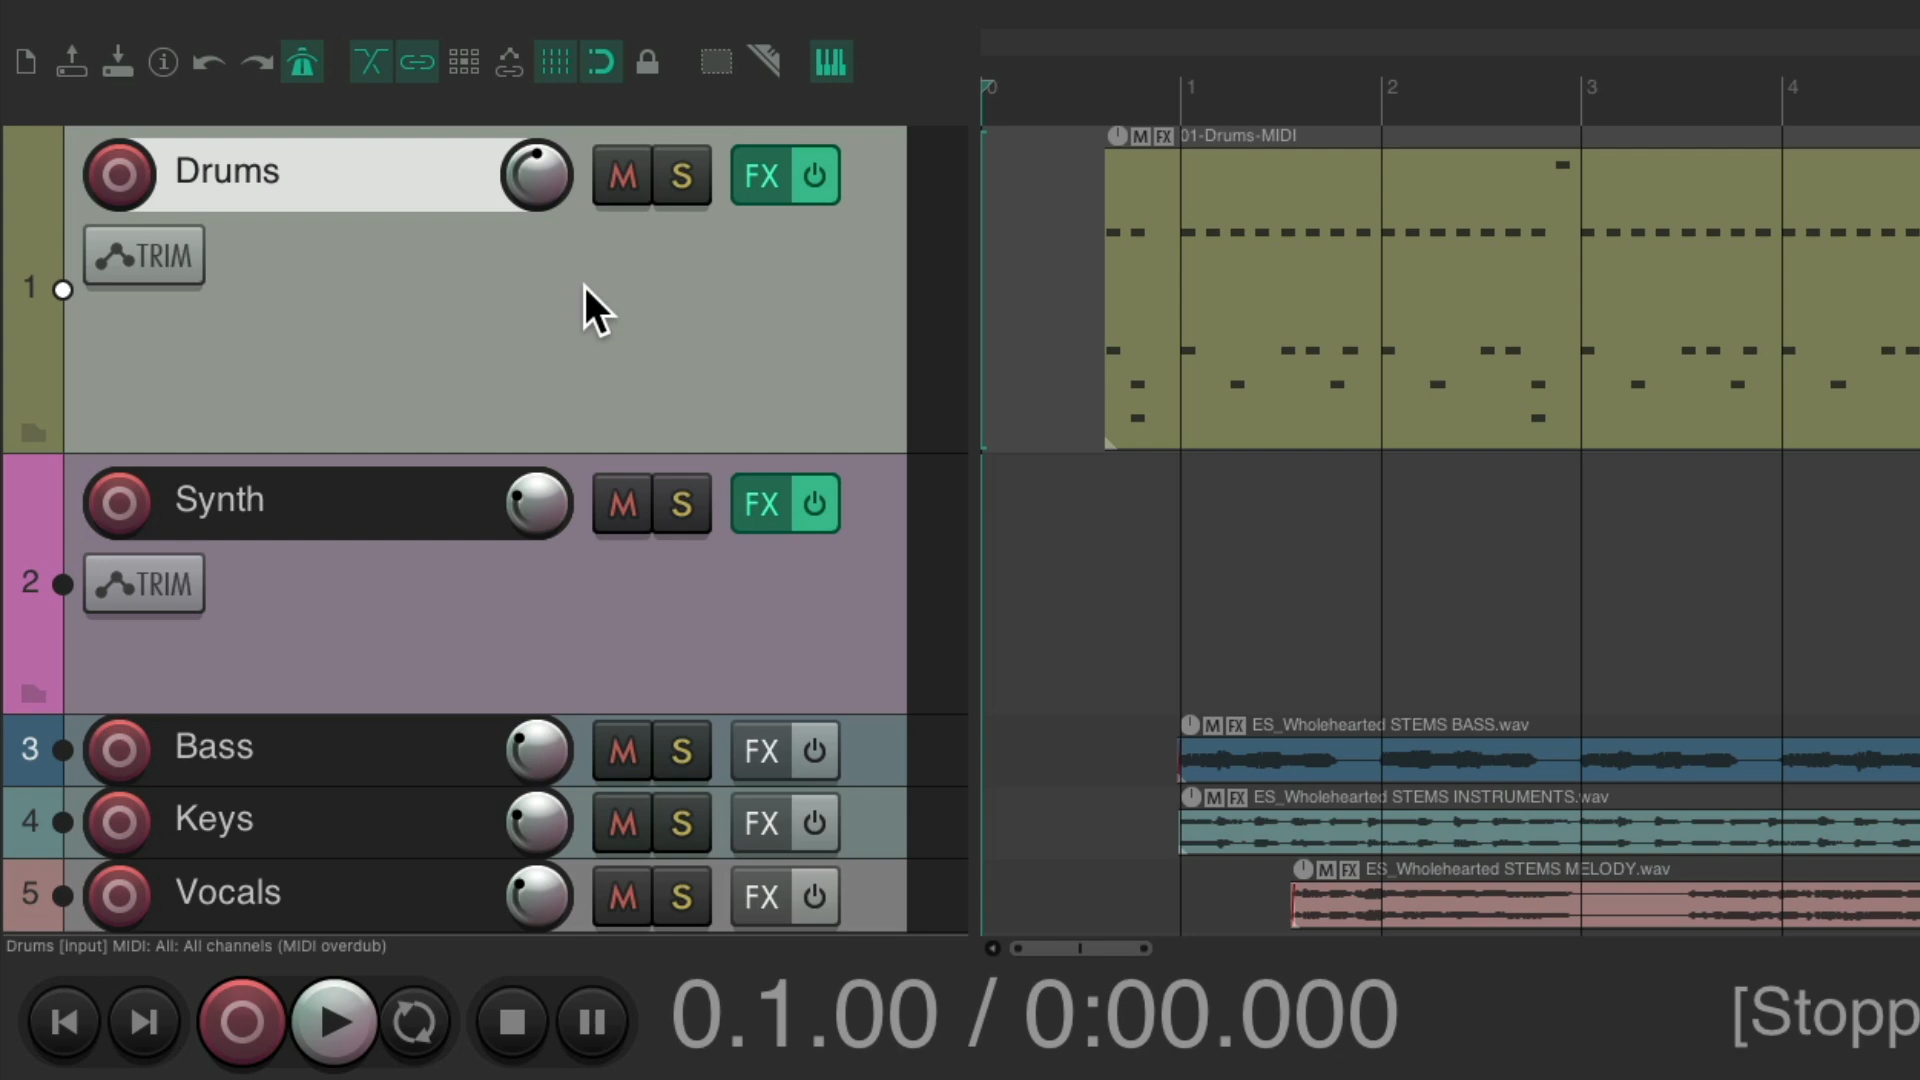 0 1 2 3 4
M FX 01-Drums-MIDI
Drums M S FX
TRIM
1
Synth M S FX
TRIM
2
M FX ES_Wholehearted STEMS BASS.wav
3 Bass M S FX
M FX ES_Wholehearted STEMS INSTRUMENTS.wav
4 Keys M S FX
M FX ES_Wholehearted STEMS MELODY.wav
5 Vocals M S FX
Drums [input] MIDI: All: All channels (MIDI overdub)
0.1.00 / 0:00.000
[Stopp